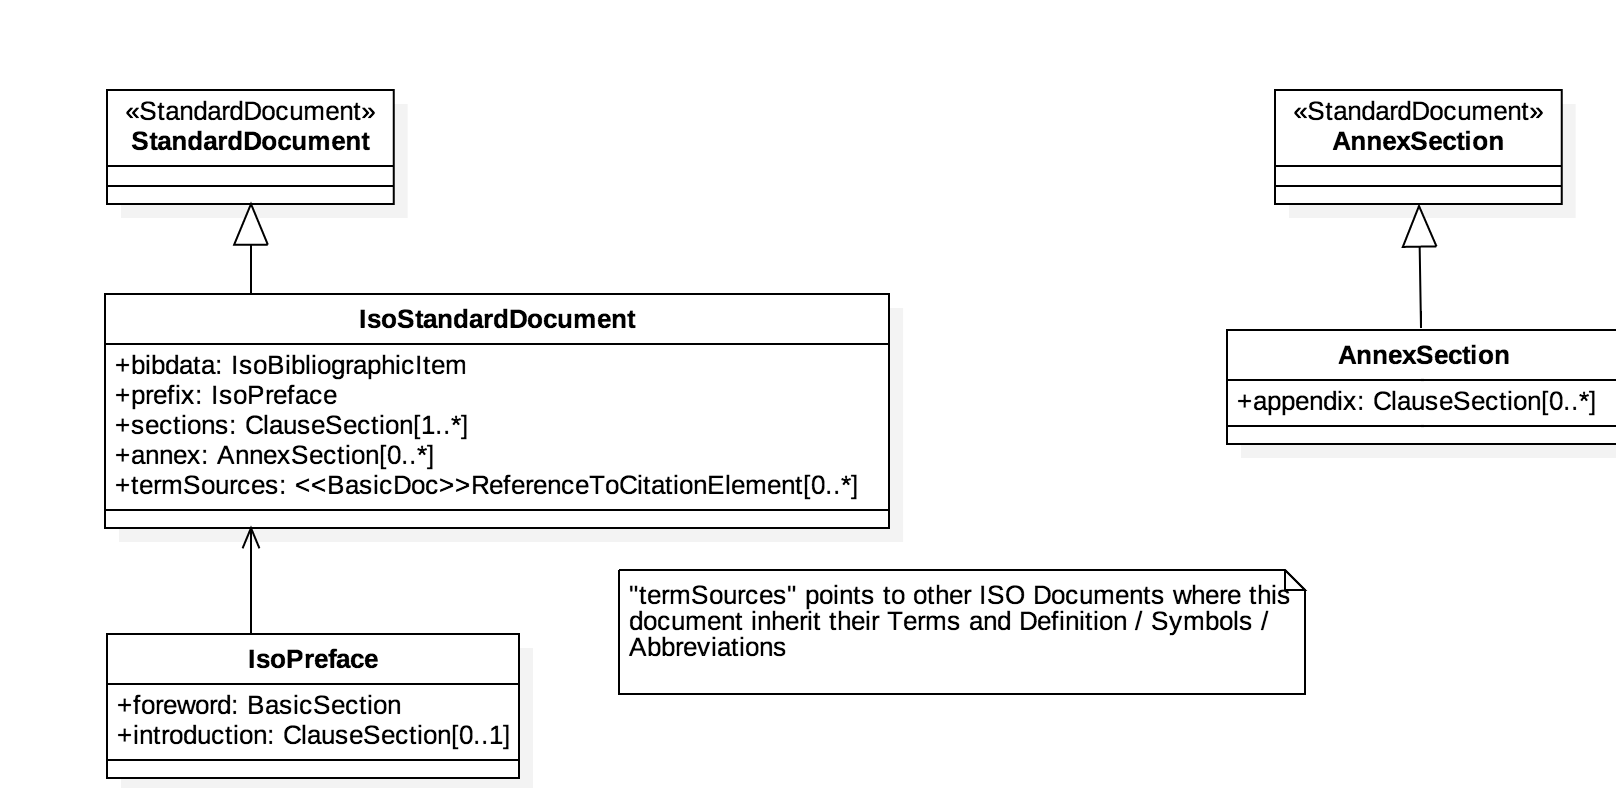 «StandardDocument»
StandardDocument
«StandardDocument»
AnnexSection
IsoStandardDocument
+bibdata: IsoBibliographicItem
+prefix: IsoPreface
+sections: ClauseSection[1..*]
+annex: AnnexSection[0..*]
+termSources: <<BasicDoc>>ReferenceToCitationElement[0..*]
AnnexSection
+appendix: ClauseSection[0..*]
"termSources" points to other ISO Documents where this
document inherit their Terms and Definition / Symbols /
Abbreviations
IsoPreface
+foreword: BasicSection
+introduction: ClauseSection[0..1]